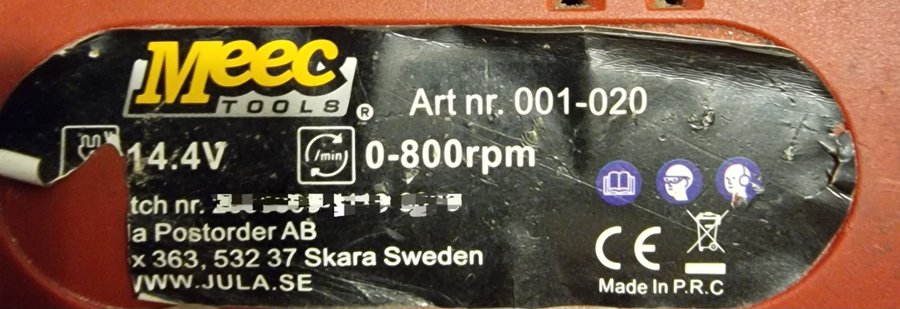 Meec
TOOLS ®
Art nr. 001-020
14.4V
/min 0-800rpm
tch nr.
la Postorder AB
x 363, 532 37 Skara Sweden
WWW.JULA.SE
CE
Made In P.R.C